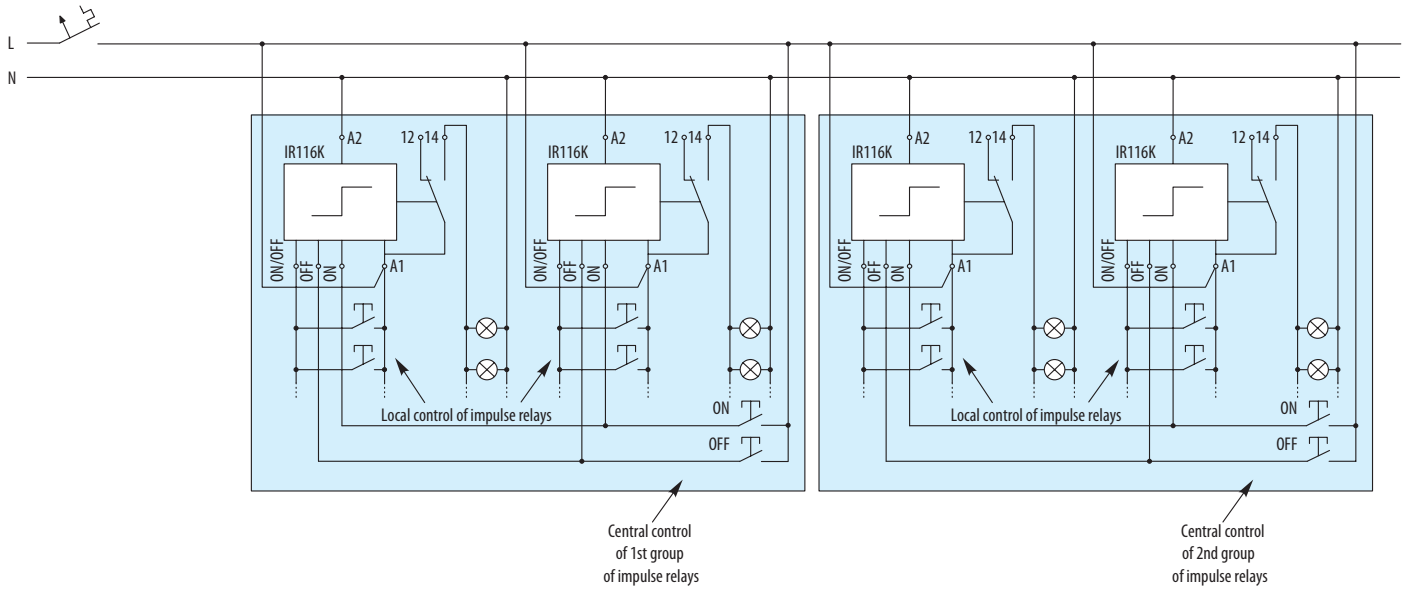 L
N
A2
12 14
IR116K
ON/OFF
OFF
ON
A1
A2
12 14
IR116K
ON/OFF
OFF
ON
A1
Local control of impulse relays
ON
OFF
Central control
of 1st group
of impulse relays
A2
12 14
IR116K
ON/OFF
OFF
ON
A1
A2
12 14
IR116K
ON/OFF
OFF
ON
A1
Local control of impulse relays
ON
OFF
Central control
of 2nd group
of impulse relays